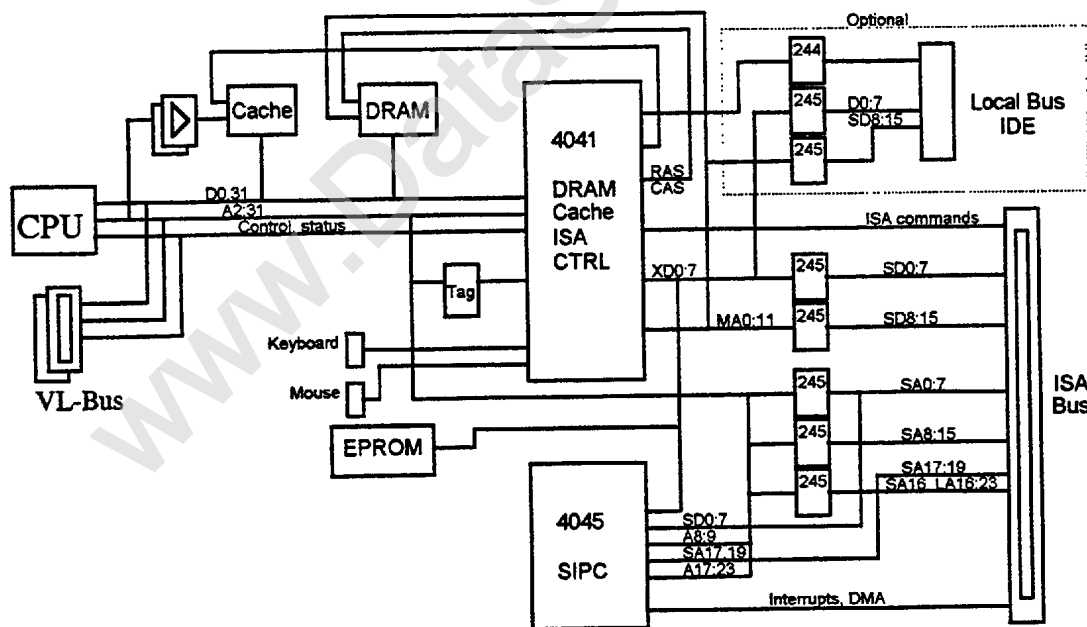 Optional
244
Cache
DRAM
4041
245
D0:7
SD8:15
Local Bus
IDE
245
RAS
CAS
DRAM
Cache
ISA
CTRL
D0:31
A2:31
Control, status
CPU
ISA commands
Tag
XD0:7
245
SD0:7
MA0:11
245
SD8:15
Keyboard
Mouse
VL-Bus
245
SA0:7
ISA
Bus
EPROM
245
SA8:15
245
SA17:19
SA16, LA16:23
4045
SIPC
SD0:7
A8:9
SA17:19
A17:23
Interrupts, DMA